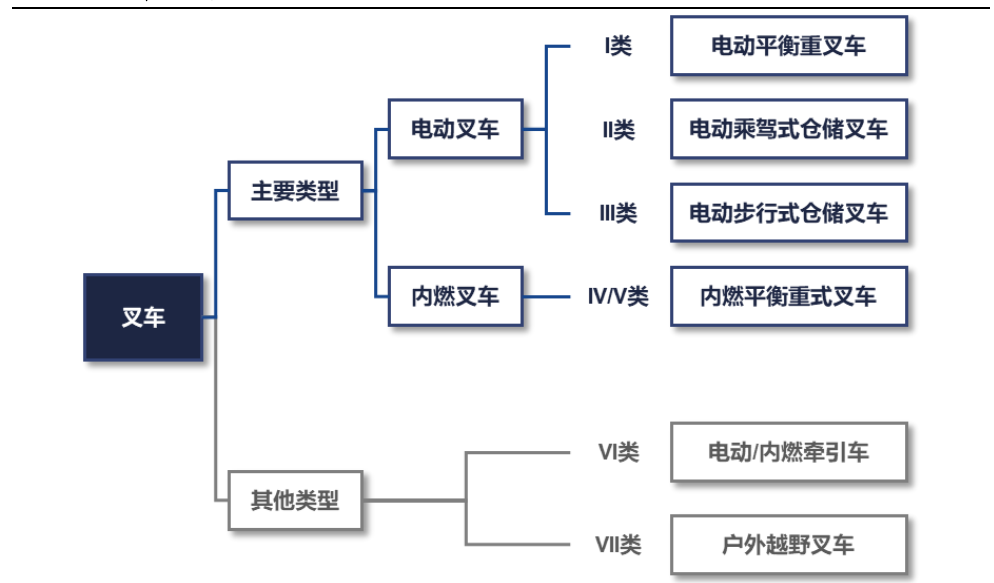 I类
电动平衡重叉车
电动叉车
II类
电动乘驾式仓储叉车
主要类型
III类
电动步行式仓储叉车
内燃叉车
IV/V类
内燃平衡重式叉车
叉车
VI类
电动/内燃牵引车
其他类型
VII类
户外越野叉车